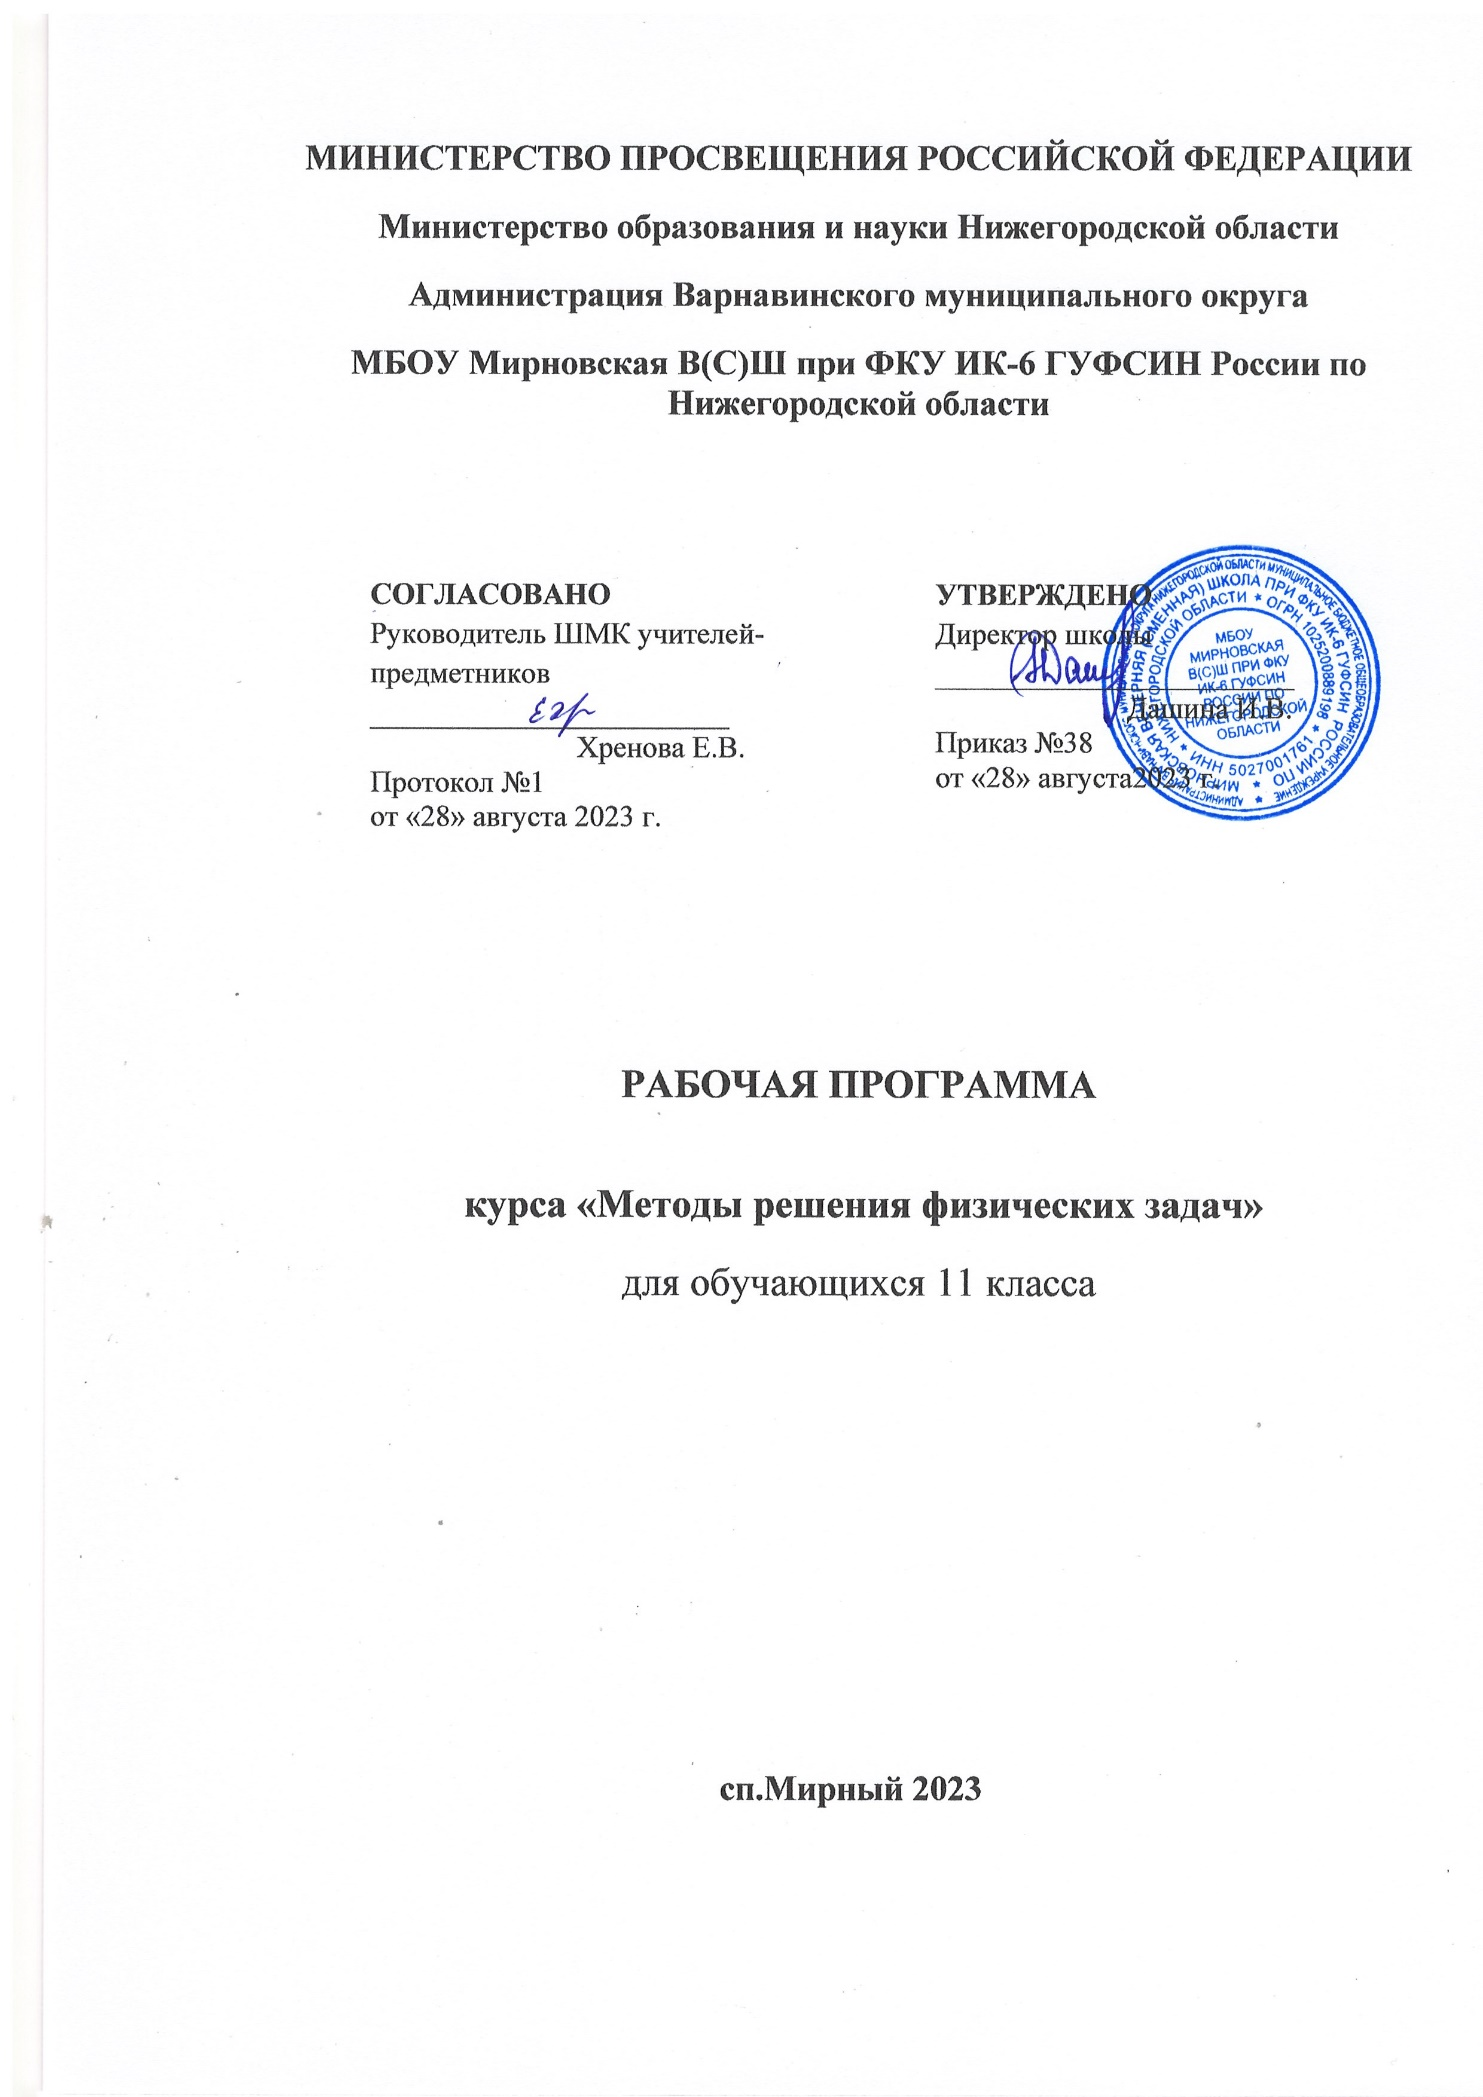 МИНИСТЕРСТВО ПРОСВЕЩЕНИЯ РОССИЙСКОЙ ФЕДЕРАЦИИ
Министерство образования и науки Нижегородской области
Администрация Варнавинского муниципального округа
МБОУ Мирновская В(С)Ш при ФКУ ИК-6 ГУФСИН России по
Нижегородской области
СОГЛАСОВАНО
Руководитель ШМК учителей-
предметников
Хренова Е.В.
Протокол №1
от «28» августа 2023 г.
УТВЕРЖДЕНО
Директор школы
Дашина И.В.
Приказ №38
от «28» августа2023 г.
МБОУ
МИРНОВСКАЯ
В(С)Ш ПРИ ФКУ
ИК-6 ГУФСИН
РОССИИ ПО
НИЖЕГОРОДСКОЙ
ОБЛАСТИ
ОГРН 1025200889198 * ИНН 5027001761 *
РАБОЧАЯ ПРОГРАММА
курса «Методы решения физических задач»
для обучающихся 11 класса
сп.Мирный 2023